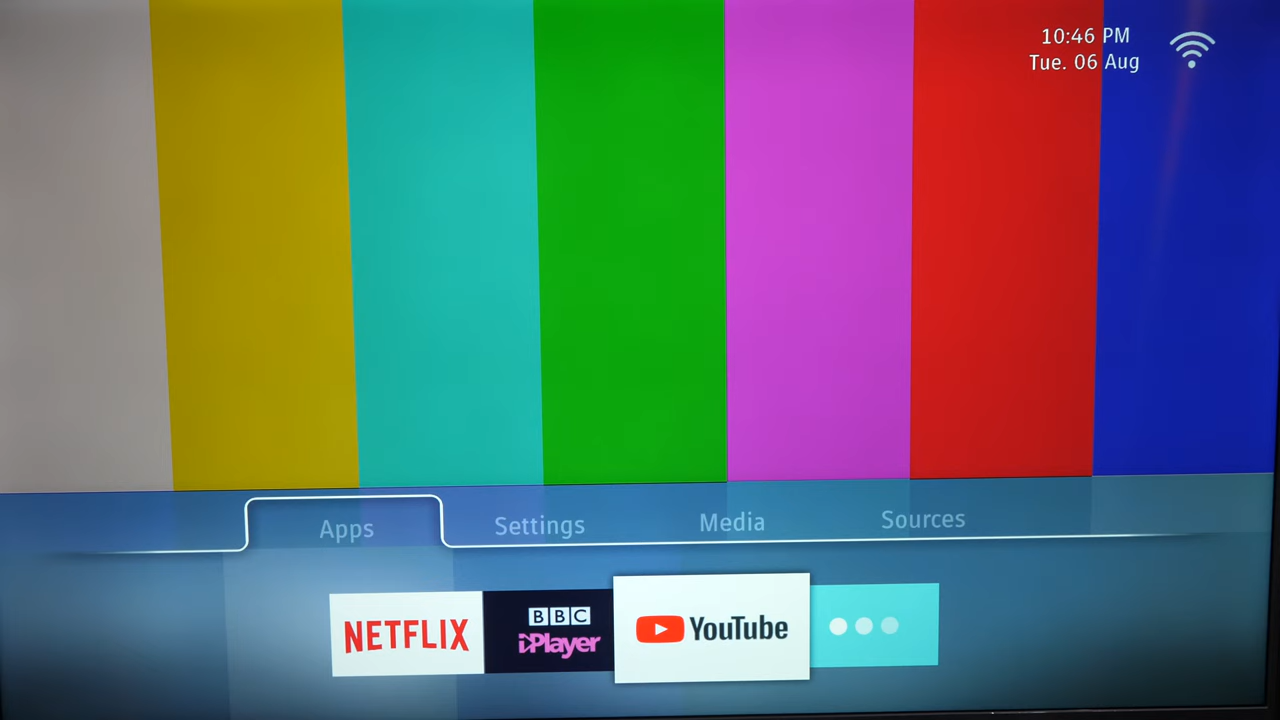 10:46 PM
Tue. 06 Aug
Apps
Settings
Media
Sources
NETFLIX
BBC
iPlayer
YouTube